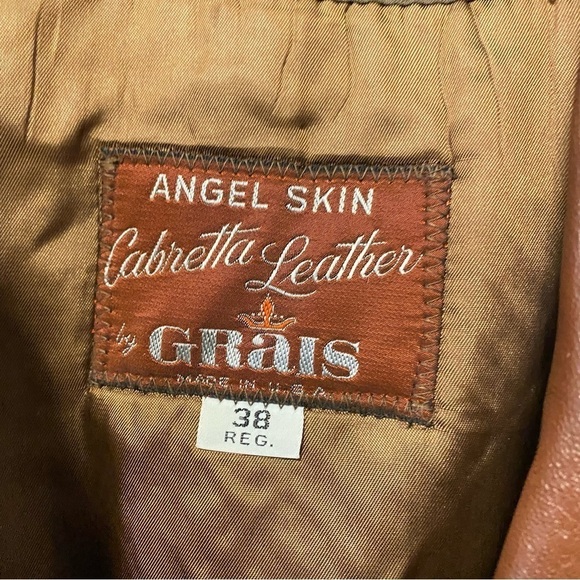 ANGEL SKIN
Cabretta Leather
by GRaIS
MADE IN U.S.A.
38
REG.